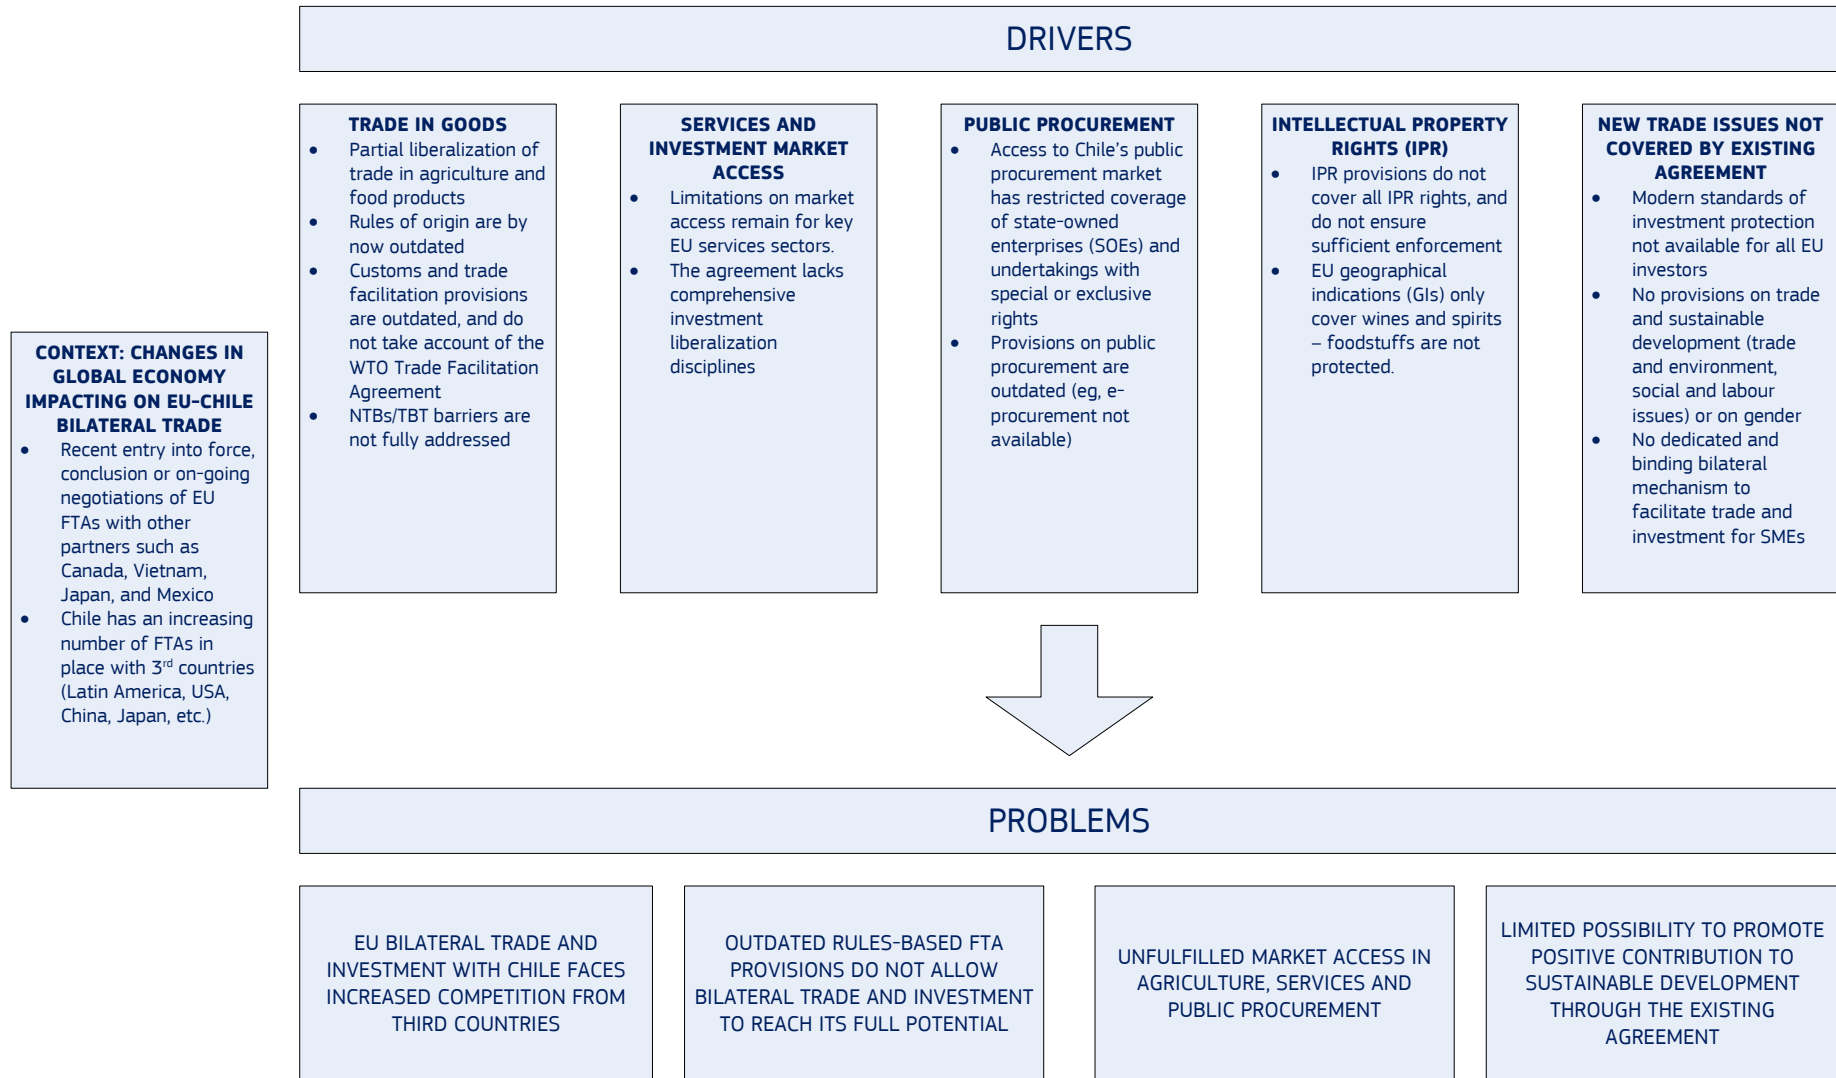 DRIVERS
TRADE IN GOODS
• Partial liberalization of
trade in agriculture and
food products
• Rules of origin are by
now outdated
• Customs and trade
facilitation provisions
are outdated, and do
not take account of the
WTO Trade Facilitation
Agreement
• NTBs/TBT barriers are
not fully addressed
SERVICES AND
INVESTMENT MARKET
ACCESS
• Limitations on market
access remain for key
EU services sectors.
• The agreement lacks
comprehensive
investment
liberalization
disciplines
PUBLIC PROCUREMENT
• Access to Chile's public
procurement market
has restricted coverage
of state-owned
enterprises (SOEs) and
undertakings with
special or exclusive
rights
• Provisions on public
procurement are
outdated (eg, e-
procurement not
available)
INTELLECTUAL PROPERTY
RIGHTS (IPR)
• IPR provisions do not
cover all IPR rights, and
do not ensure
sufficient enforcement
• EU geographical
indications (GIs) only
cover wines and spirits
– foodstuffs are not
protected.
NEW TRADE ISSUES NOT
COVERED BY EXISTING
AGREEMENT
• Modern standards of
investment protection
not available for all EU
investors
• No provisions on trade
and sustainable
development (trade
and environment,
social and labour
issues) or on gender
• No dedicated and
binding bilateral
mechanism to
facilitate trade and
investment for SMEs
CONTEXT: CHANGES IN
GLOBAL ECONOMY
IMPACTING ON EU-CHILE
BILATERAL TRADE
• Recent entry into force,
conclusion or on-going
negotiations of EU
FTAs with other
partners such as
Canada, Vietnam,
Japan, and Mexico
• Chile has an increasing
number of FTAs in
place with 3rd countries
(Latin America, USA,
China, Japan, etc.)
PROBLEMS
EU BILATERAL TRADE AND
INVESTMENT WITH CHILE FACES
INCREASED COMPETITION FROM
THIRD COUNTRIES
OUTDATED RULES-BASED FTA
PROVISIONS DO NOT ALLOW
BILATERAL TRADE AND INVESTMENT
TO REACH ITS FULL POTENTIAL
UNFULFILLED MARKET ACCESS IN
AGRICULTURE, SERVICES AND
PUBLIC PROCUREMENT
LIMITED POSSIBILITY TO PROMOTE
POSITIVE CONTRIBUTION TO
SUSTAINABLE DEVELOPMENT
THROUGH THE EXISTING
AGREEMENT